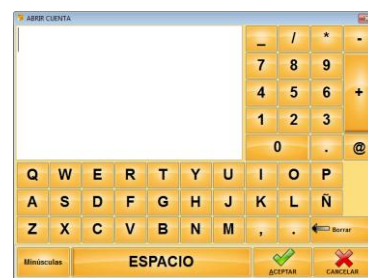 ABRIR CUENTA
_ / * -
7 8 9
4 5 6 +
1 2 3
0 . @
Q W E R T Y U I O P
A S D F G H J K L Ñ
Z X C V B N M , . Borrar
Minúsculas ESPACIO ACEPTAR CANCELAR